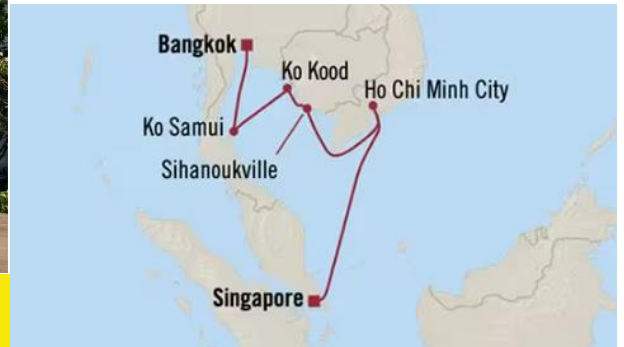 Bangkok
Ko Kood
Ho Chi Minh City
Ko Samui
Sihanoukville
Singapore